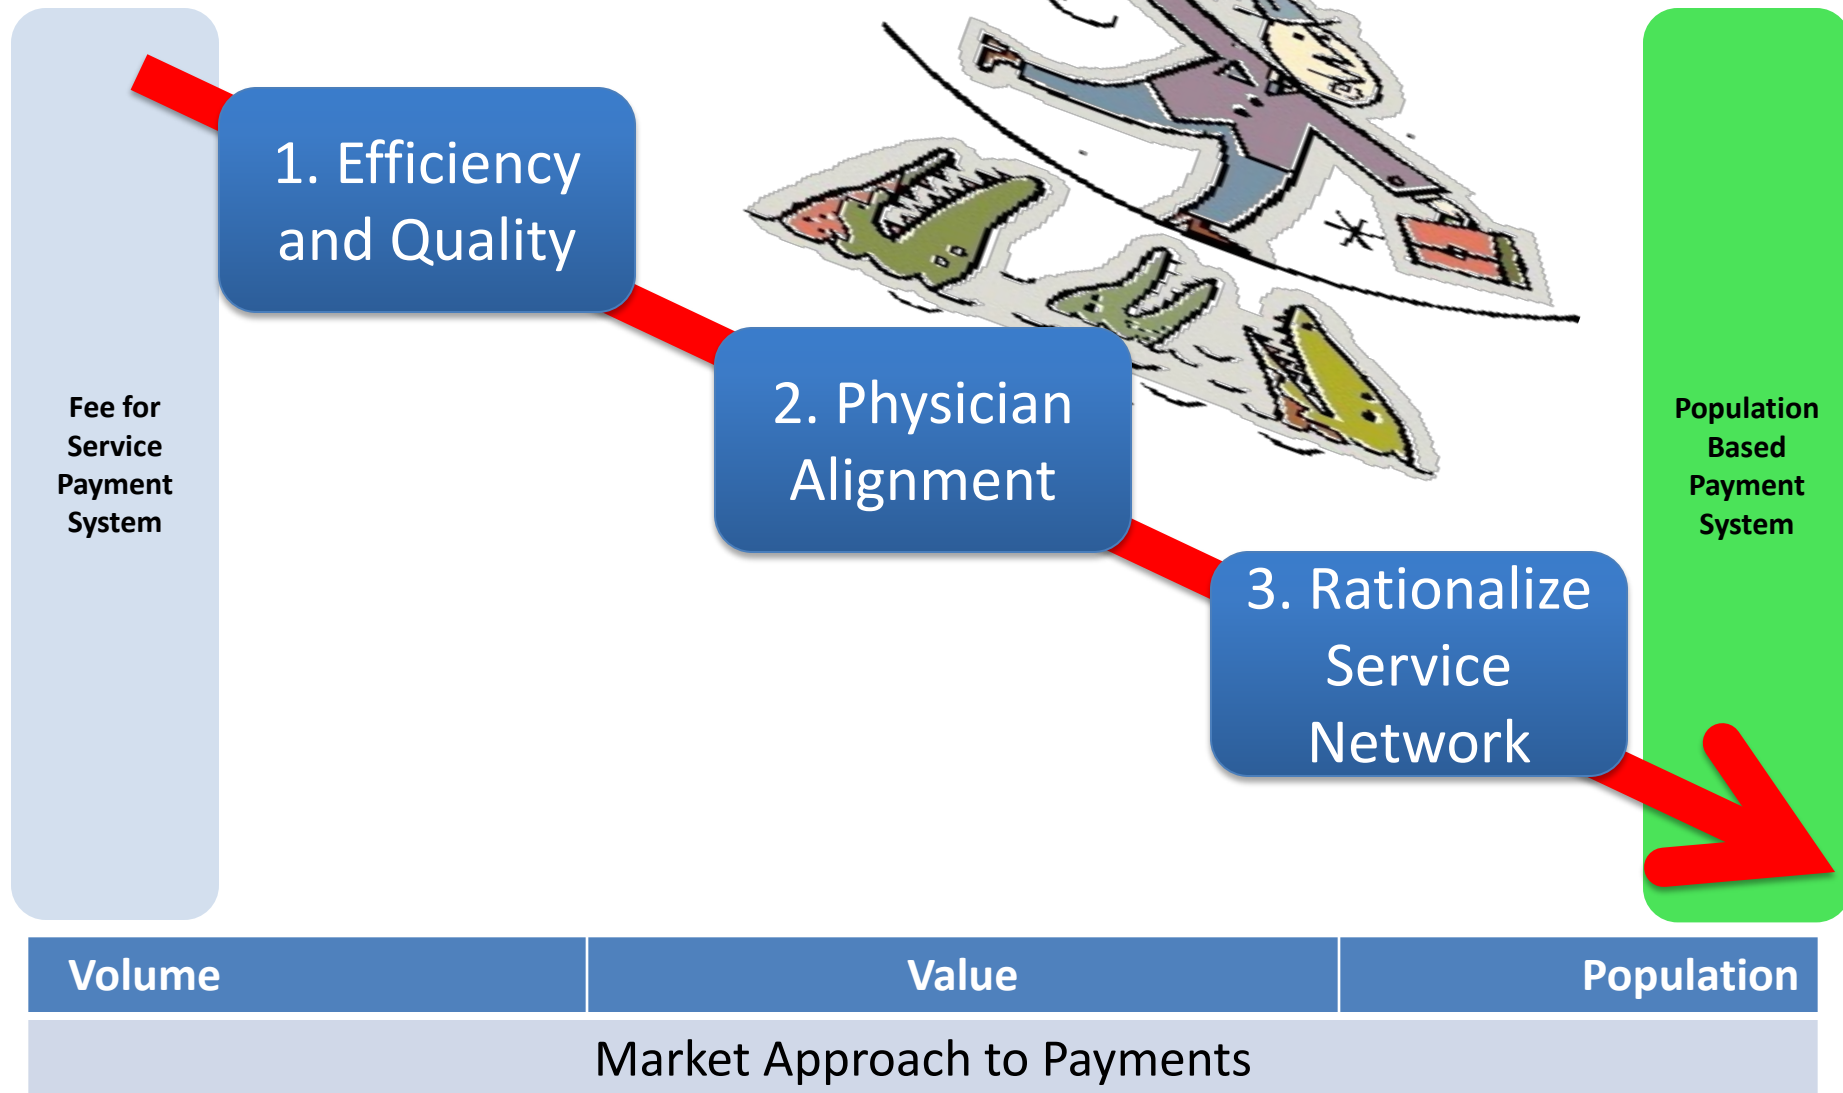 1. Efficiency
and Quality
Fee for
Service
Payment
System
2. Physician
Alignment
Population
Based
Payment
System
3. Rationalize
Service
Network
Volume
Value
Population
Market Approach to Payments